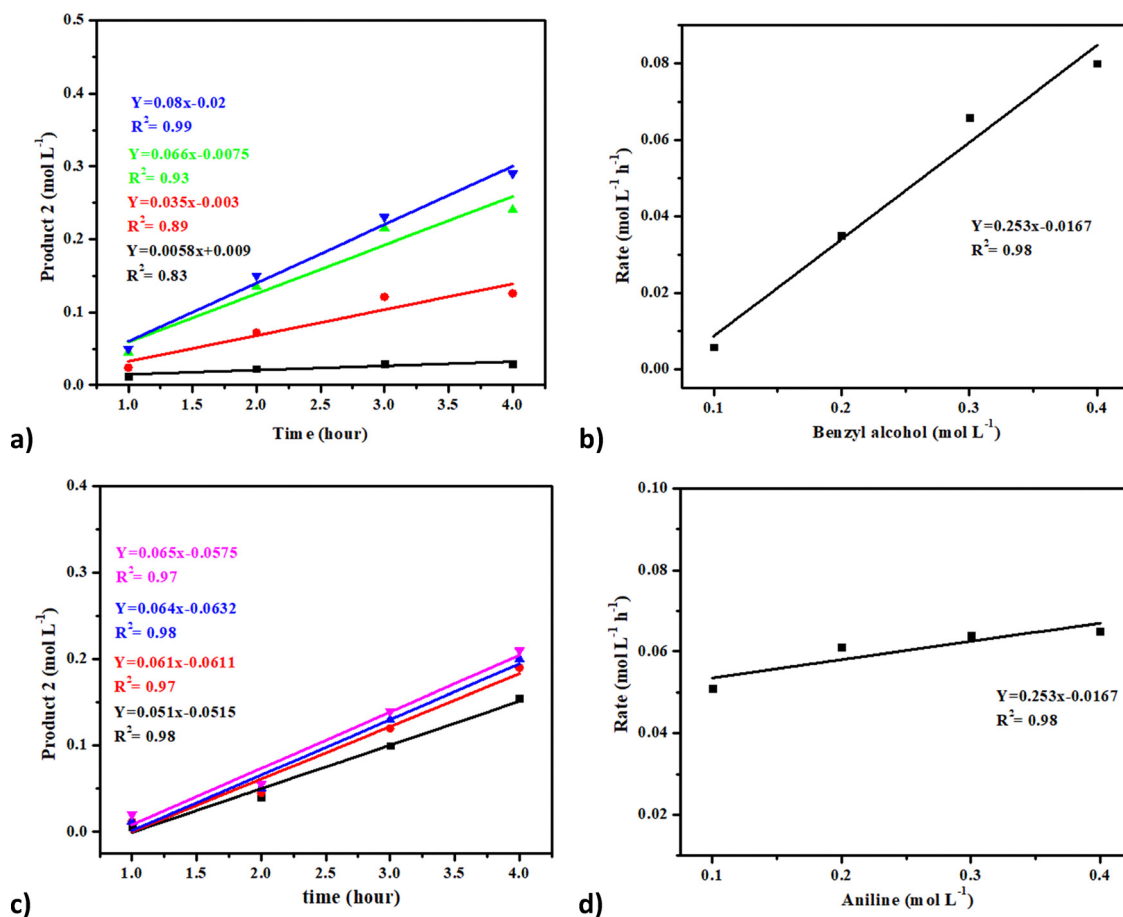 0.5
0.4
0.3
0.2
0.1
0.0
Product 2 (mol L⁻¹)
Y=0.08x-0.02
R²= 0.99
Y=0.066x-0.0075
R²= 0.93
Y=0.035x-0.003
R²= 0.89
Y=0.0058x+0.009
R²= 0.83
1.0 1.5 2.0 2.5 3.0 3.5 4.0
Time (hour)
a)
0.08
0.06
0.04
0.02
0.00
Rate (mol L⁻¹ h⁻¹)
Y=0.253x-0.0167
R²= 0.98
0.1 0.2 0.3 0.4
Benzyl alcohol (mol L⁻¹)
b)
0.4
0.3
0.2
0.1
0.0
Product 2 (mol L⁻¹)
Y=0.065x-0.0575
R²= 0.97
Y=0.064x-0.0632
R²= 0.98
Y=0.061x-0.0611
R²= 0.97
Y=0.051x-0.0515
R²= 0.98
1.0 1.5 2.0 2.5 3.0 3.5 4.0
time (hour)
c)
0.10
0.08
0.06
0.04
0.02
Rate (mol L⁻¹ h⁻¹)
Y=0.253x-0.0167
R²= 0.98
0.1 0.2 0.3 0.4
Aniline (mol L⁻¹)
d)